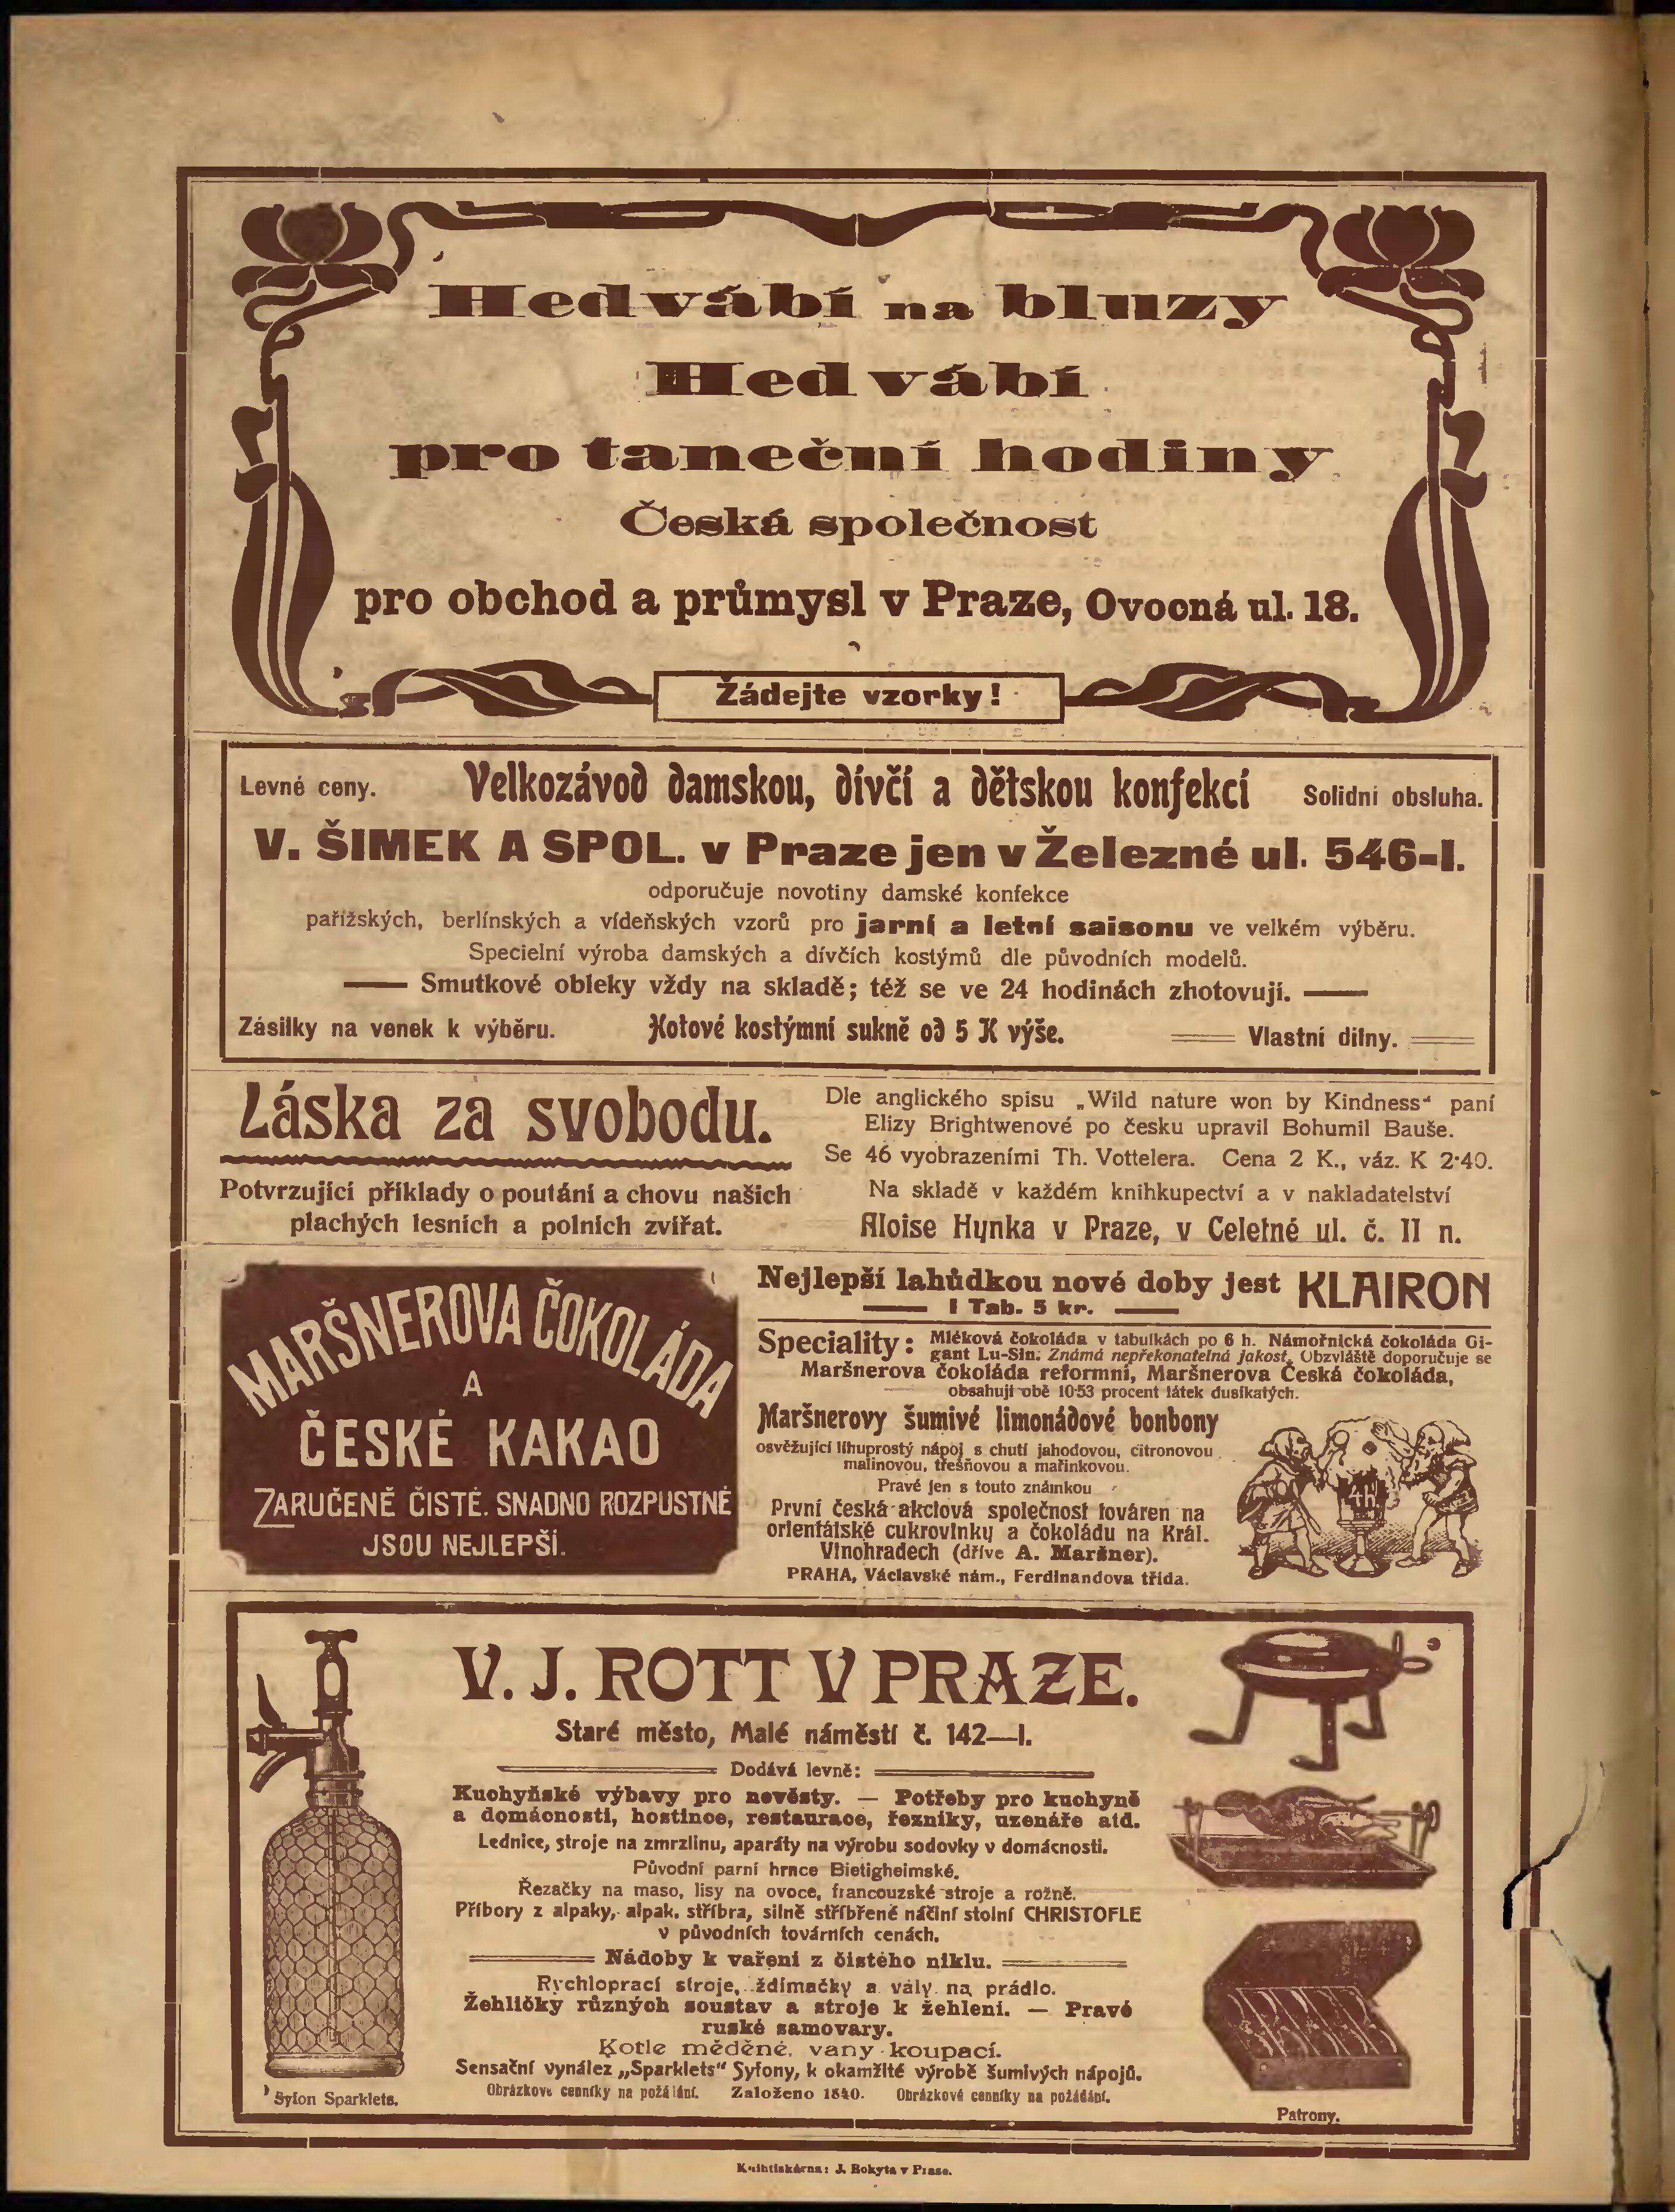 Hedvábí na bluzy
Hedvábí
pro taneční hodiny
Česká společnost
pro obchod a průmysl v Praze, Ovocná ul. 18.
Žádejte vzorky!
Levné ceny. Velkozávod damskou, dívčí a dětskou konfekcí Solidní obsluha.
V. ŠIMEK A SPOL. v Praze jen v Železné ul. 546-I.
odporučuje novotiny damské konfekce
pařížských, berlínských a vídeňských vzorů pro jarní a letní saisonu ve velkém výběru.
Specielní výroba damských a dívčích kostýmů dle původních modelů.
Smutkové obleky vždy na skladě; též se ve 24 hodinách zhotovují.
Zásilky na venek k výběru. Hotové kostýmní sukně od 5 K výše. Vlastní dílny.
Láska za svobodu.
Potvrzující příklady o poutání a chovu našich
plachých lesních a polních zvířat.
Dle anglického spisu „Wild nature won by Kindness“ paní
Elizy Brightwenové po česku upravil Bohumil Bauše.
Se 46 vyobrazeními Th. Vottelera. Cena 2 K., váz. K 2·40.
Na skladě v každém knihkupectví a v nakladatelství
Aloise Hynka v Praze, v Celetné ul. č. 11 n.
MARŠNEROVA ČOKOLÁDA
A
ČESKÉ KAKAO
ZARUČENĚ ČISTÉ. SNADNO ROZPUSTNÉ
JSOU NEJLEPŠÍ.
Nejlepší lahůdkou nové doby jest KLAIRON
1 Tab. 5 kr.
Speciality: Mléková čokoláda v tabulkách po 6 h. Námořnická čokoláda Gi-
gant Lu-Sin. Známá nepřekonatelná jakost. Obzvláště doporučuje se
Maršnerova čokoláda reformní, Maršnerova Česká čokoláda,
obsahují obě 10·53 procent látek dusíkatých.
Maršnerovy šumivé limonádové bonbony
osvěžující líhuprostý nápoj s chutí jahodovou, citronovou
malinovou, třešňovou a mařinkovou.
Pravé jen s touto známkou
4h.
První česká akciová společnost továren na
orientálské cukrovinky a čokoládu na Král.
Vinohradech (dříve A. Maršner).
PRAHA, Václavské nám., Ferdinandova třída.
V. J. ROTT V PRAZE.
Staré město, Malé náměstí č. 142—I.
Dodává levně:
Kuchyňské výbavy pro nevěsty. — Potřeby pro kuchyně
a domácnosti, hostince, restaurace, řezníky, uzenáře atd.
Lednice, stroje na zmrzlinu, aparáty na výrobu sodovky v domácnosti.
Původní parní hrnce Bietigheimské.
Řezačky na maso, lisy na ovoce, francouzské stroje a rožně.
Příbory z alpaky, alpak. stříbra, silně stříbřené náčiní stolní CHRISTOFLE
v původních továrních cenách.
Nádoby k vaření z čistého niklu.
Rychloprací stroje, ždímačky a vály na prádlo.
Žehličky různých soustav a stroje k žehlení. — Pravé
ruské samovary.
Kotle měděné, vany koupací.
Sensační vynález „Sparklets“ Syfony, k okamžité výrobě šumivých nápojů.
Obrázkové cenníky na požádání. Založeno 1840. Obrázkové cenníky na požádání.
Syfon Sparklets.
Patrony.
Knihtiskárna: J. Rokyta v Praze.